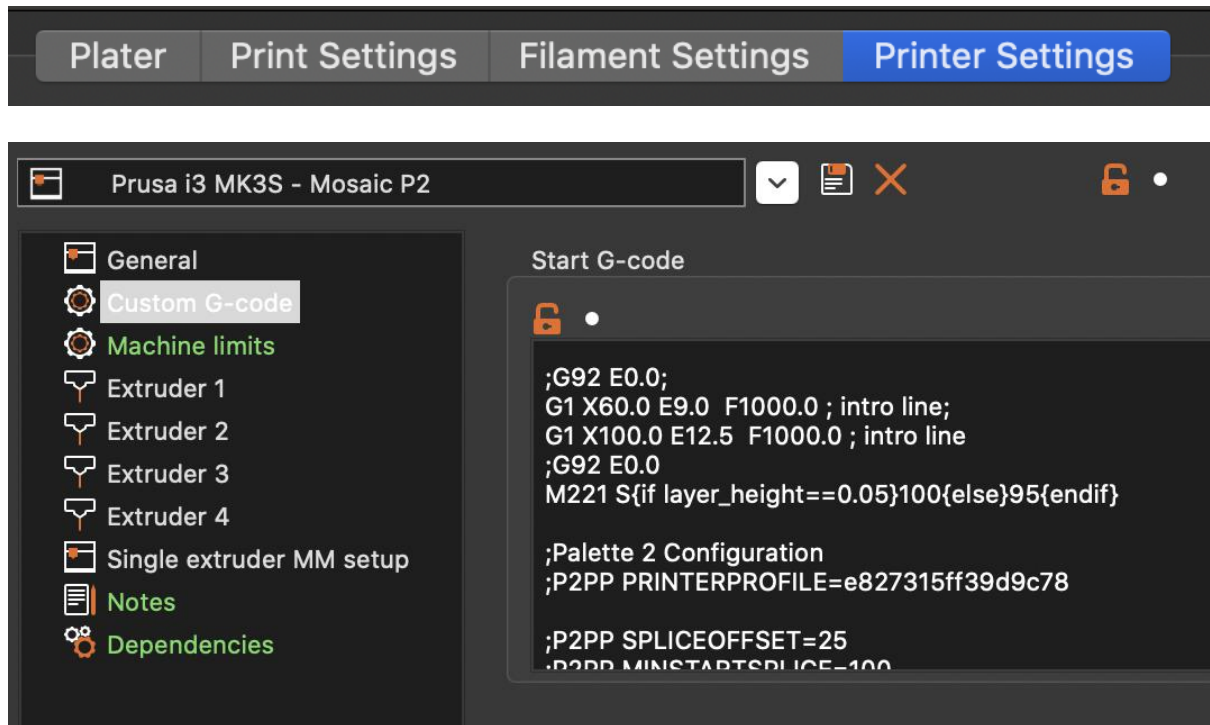 Plater Print Settings Filament Settings Printer Settings
Prusa i3 MK3S - Mosaic P2
General
Custom G-code
Machine limits
Extruder 1
Extruder 2
Extruder 3
Extruder 4
Single extruder MM setup
Notes
Dependencies
Start G-code
;G92 E0.0;
G1 X60.0 E9.0  F1000.0 ; intro line;
G1 X100.0 E12.5  F1000.0 ; intro line
;G92 E0.0
M221 S{if layer_height==0.05}100{else}95{endif}
;Palette 2 Configuration
;P2PP PRINTERPROFILE=e827315ff39d9c78
;P2PP SPLICEOFFSET=25
;P2PP MINSTARTSPLICE=100